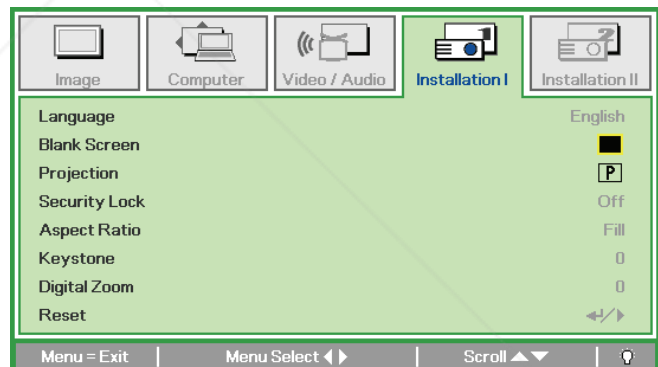 Image Computer Video / Audio Installation I Installation II
Language English
Blank Screen
Projection P
Security Lock Off
Aspect Ratio Fill
Keystone 0
Digital Zoom 0
Reset
Menu = Exit Menu Select Scroll